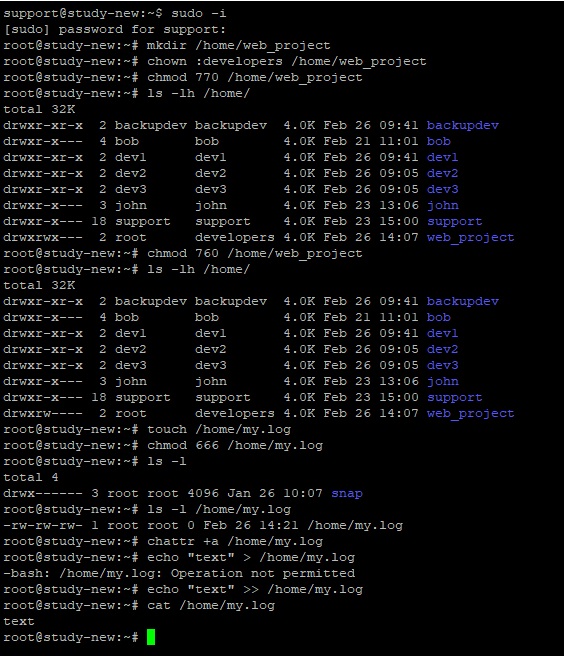 support@study-new:~$ sudo -i
[sudo] password for support:
root@study-new:~# mkdir /home/web_project
root@study-new:~# chown :developers /home/web_project
root@study-new:~# chmod 770 /home/web_project
root@study-new:~# ls -lh /home/
total 32K
drwxr-xr-x  2 backupdev  backupdev  4.0K Feb 26 09:41 backupdev
drwxr-x---  4 bob        bob        4.0K Feb 21 11:01 bob
drwxr-xr-x  2 dev1       dev1       4.0K Feb 26 09:41 dev1
drwxr-xr-x  2 dev2       dev2       4.0K Feb 26 09:05 dev2
drwxr-xr-x  2 dev3       dev3       4.0K Feb 26 09:05 dev3
drwxr-x---  3 john       john       4.0K Feb 23 13:06 john
drwxr-x--- 18 support    support    4.0K Feb 23 15:00 support
drwxrwx---  2 root       developers 4.0K Feb 26 14:07 web_project
root@study-new:~# chmod 760 /home/web_project
root@study-new:~# ls -lh /home/
total 32K
drwxr-xr-x  2 backupdev  backupdev  4.0K Feb 26 09:41 backupdev
drwxr-x---  4 bob        bob        4.0K Feb 21 11:01 bob
drwxr-xr-x  2 dev1       dev1       4.0K Feb 26 09:41 dev1
drwxr-xr-x  2 dev2       dev2       4.0K Feb 26 09:05 dev2
drwxr-xr-x  2 dev3       dev3       4.0K Feb 26 09:05 dev3
drwxr-x---  3 john       john       4.0K Feb 23 13:06 john
drwxr-x--- 18 support    support    4.0K Feb 23 15:00 support
drwxrw----  2 root       developers 4.0K Feb 26 14:07 web_project
root@study-new:~# touch /home/my.log
root@study-new:~# chmod 666 /home/my.log
root@study-new:~# ls -l
total 4
drwx------ 3 root root 4096 Jan 26 10:07 snap
root@study-new:~# ls -l /home/my.log
-rw-rw-rw- 1 root root 0 Feb 26 14:21 /home/my.log
root@study-new:~# chattr +a /home/my.log
root@study-new:~# echo "text" > /home/my.log
-bash: /home/my.log: Operation not permitted
root@study-new:~# echo "text" >> /home/my.log
root@study-new:~# cat /home/my.log
text
root@study-new:~#